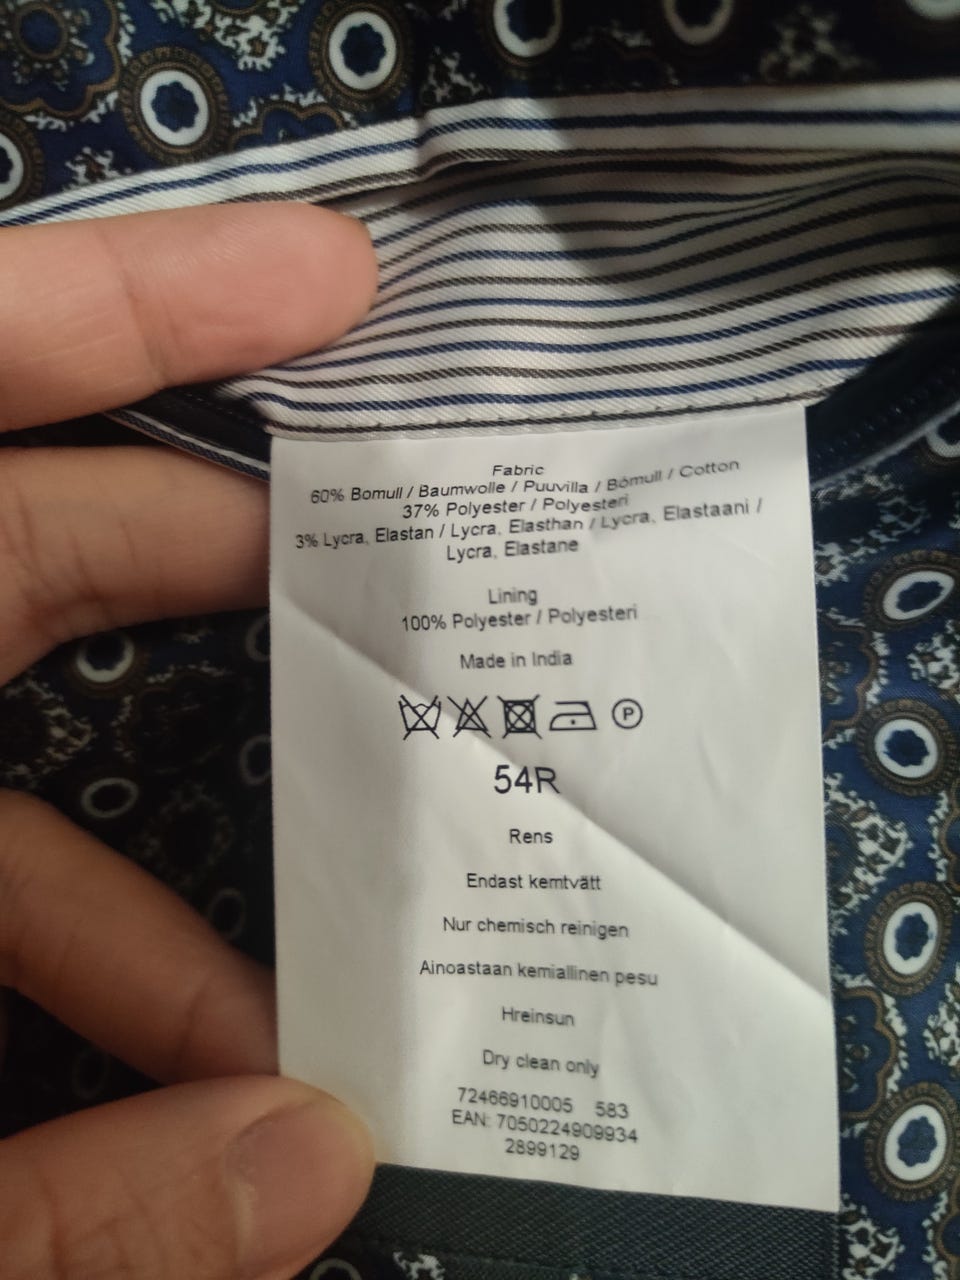 Fabric
60% Bomull / Baumwolle / Puuvilla / Bómull / Cotton
37% Polyester / Polyesteri
3% Lycra, Elastan / Lycra, Elasthan / Lycra, Elastaani /
Lycra, Elastane
Lining
100% Polyester / Polyesteri
Made in India
P
54R
Rens
Endast kemtvätt
Nur chemisch reinigen
Ainoastaan kemiallinen pesu
Hreinsun
Dry clean only
72466910005 583
EAN: 7050224909934
2899129